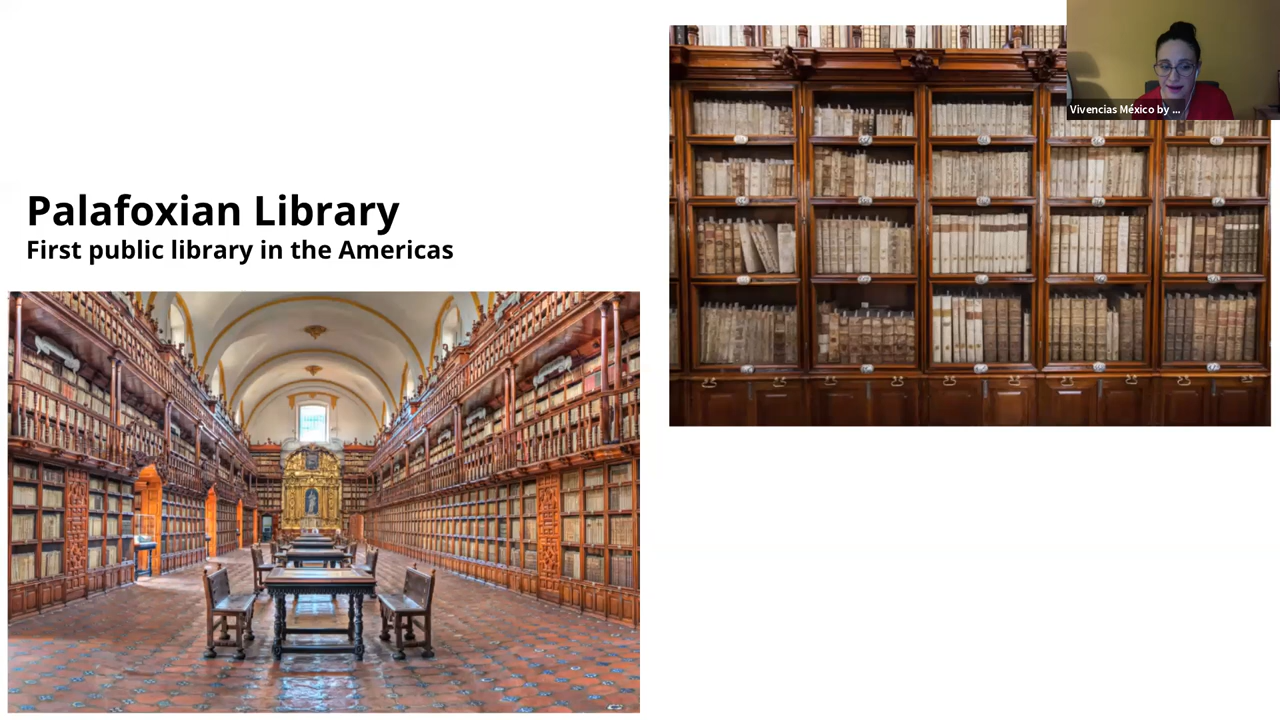 Palafoxian Library
First public library in the Americas
Vivencias México by ...